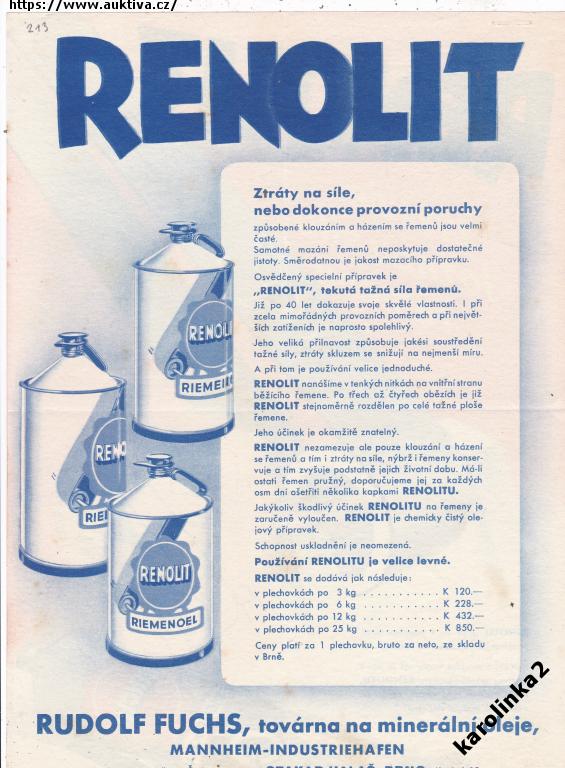 https://www.auktiva.cz/
213
RENOLIT
Ztráty na síle,
nebo dokonce provozní poruchy
způsobené klouzáním a házením se řemenů jsou velmi
časté.
Samotné mazání řemenů neposkytuje dostatečné
jistoty. Směrodatnou je jakost mazacího přípravku.
Osvědčený specielní přípravek je
„RENOLIT", tekutá tažná síla řemenů.
Již po 40 let dokazuje svoje skvělé vlastnosti. I při
zcela mimořádných provozních poměrech a při největ-
ších zatíženích je naprosto spolehlivý.
Jeho veliká přilnavost způsobuje jakési soustředění
tažné síly, ztráty skluzem se snižují na nejmenší míru.
A při tom je používání velice jednoduché.
RENOLIT nanášíme v tenkých nitkách na vnitřní stranu
běžícího řemene. Po třech až čtyřech obězích je již
RENOLIT stejnoměrně rozdělen po celé tažné ploše
řemene.
Jeho účinek je okamžitě znatelný.
RENOLIT nezamezuje ale pouze klouzání a házení
se řemenů a tím i ztráty na síle, nýbrž i řemeny konser-
vuje a tím zvyšuje podstatně jejich životní dobu. Má-li
ostati řemen pružný, doporučujeme jej za každých
osm dní ošetřiti několika kapkami RENOLITU.
Jakýkoliv škodlivý účinek RENOLITU na řemeny je
zaručeně vyloučen. RENOLIT je chemicky čistý ole-
jový přípravek.
Schopnost uskladnění je neomezená.
Používání RENOLITU je velice levné.
RENOLIT se dodává jak následuje:
v plechovkách po 3 kg . . . . . . . . . . . K 120.—
v plechovkách po 6 kg . . . . . . . . . . . K 228.—
v plechovkách po 12 kg . . . . . . . . . . K 432.—
v plechovkách po 25 kg . . . . . . . . . . K 850.—
Ceny platí za 1 plechovku, bruto za neto, ze skladu
v Brně.
RENOLI
RIEMEN
REN
RIE
RENOLIT
RIEMENOEL
RUDOLF FUCHS, továrna na minerální oleje,
MANNHEIM-INDUSTRIEHAFEN
karolinka2